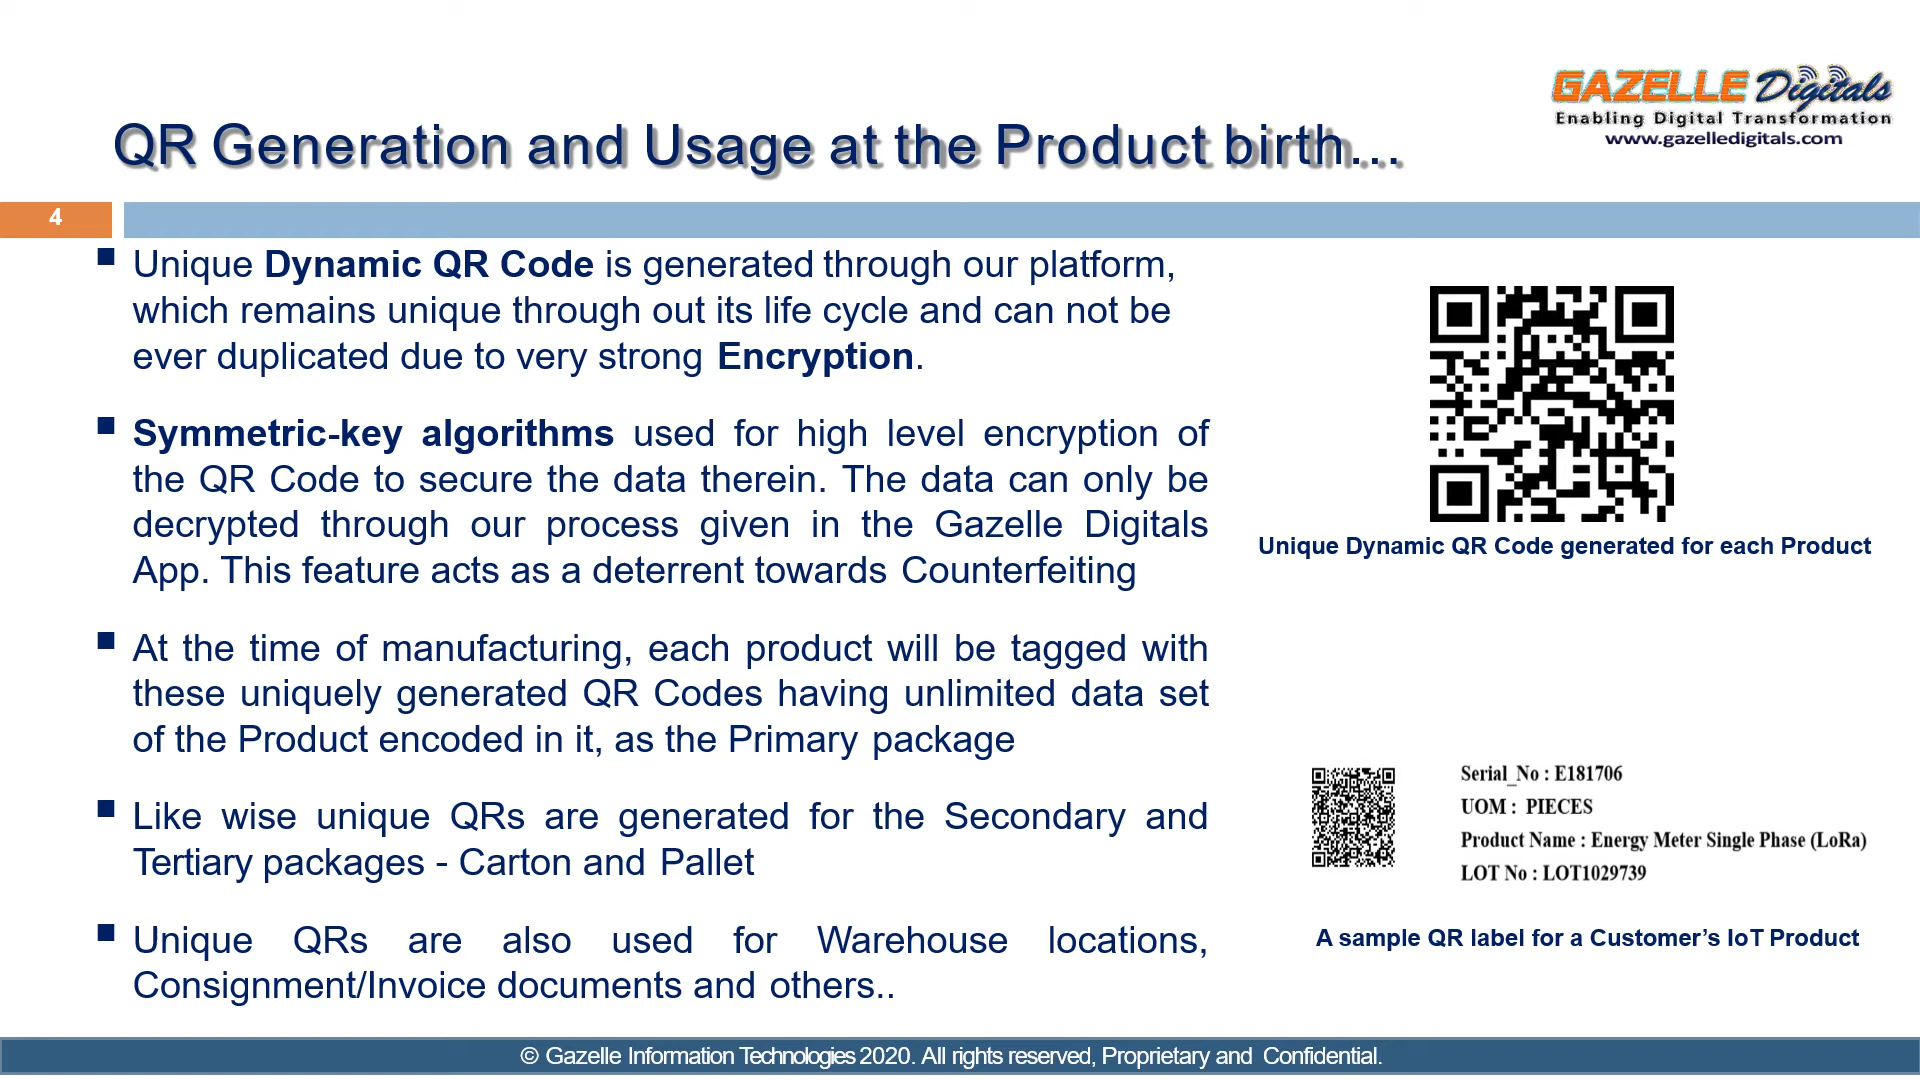 GAZELLE Digitals
Enabling Digital Transformation
www.gazelledigitals.com
QR Generation and Usage at the Product birth...
4
Unique Dynamic QR Code is generated through our platform,
which remains unique through out its life cycle and can not be
ever duplicated due to very strong Encryption.
Symmetric-key algorithms used for high level encryption of
the QR Code to secure the data therein. The data can only be
decrypted through our process given in the Gazelle Digitals
App. This feature acts as a deterrent towards Counterfeiting
At the time of manufacturing, each product will be tagged with
these uniquely generated QR Codes having unlimited data set
of the Product encoded in it, as the Primary package
Like wise unique QRs are generated for the Secondary and
Tertiary packages - Carton and Pallet
Unique QRs are also used for Warehouse locations,
Consignment/Invoice documents and others..
Unique Dynamic QR Code generated for each Product
Serial_No : E181706
UOM : PIECES
Product Name : Energy Meter Single Phase (LoRa)
LOT No : LOT1029739
A sample QR label for a Customer’s IoT Product
© Gazelle Information Technologies 2020. All rights reserved, Proprietary and Confidential.